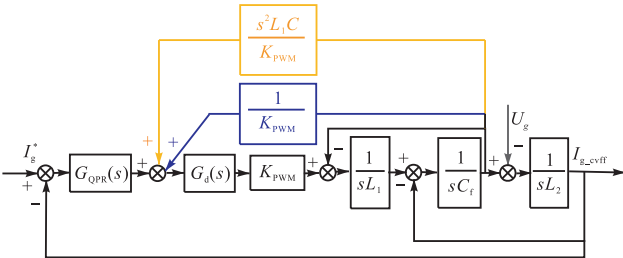 s²L₁C
K_PWM
1
K_PWM
+
+
I_g^*
+
−
G_QPR(s)
+
G_d(s)
K_PWM
+
−
1
sL₁
+
−
1
sC_f
+
−
U_g
1
sL₂
I_g_cvff